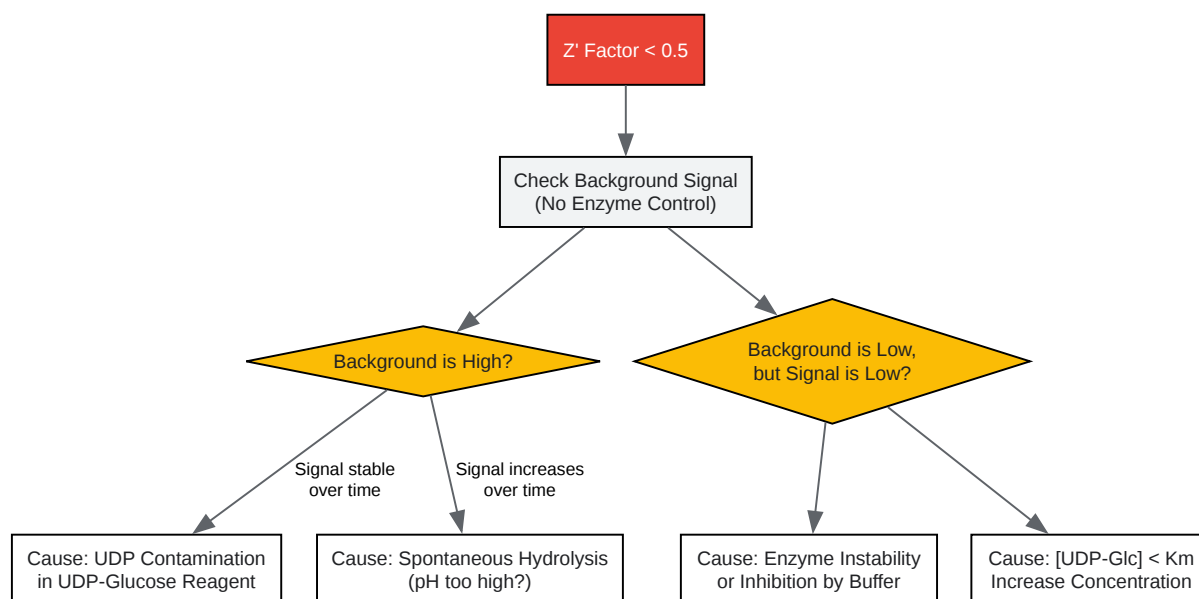 Z' Factor < 0.5
Check Background Signal
(No Enzyme Control)
Background is High?
Background is Low,
but Signal is Low?
Signal stable
over time
Signal increases
over time
Cause: UDP Contamination
in UDP-Glucose Reagent
Cause: Spontaneous Hydrolysis
(pH too high?)
Cause: Enzyme Instability
or Inhibition by Buffer
Cause: [UDP-Glc] < Km
Increase Concentration